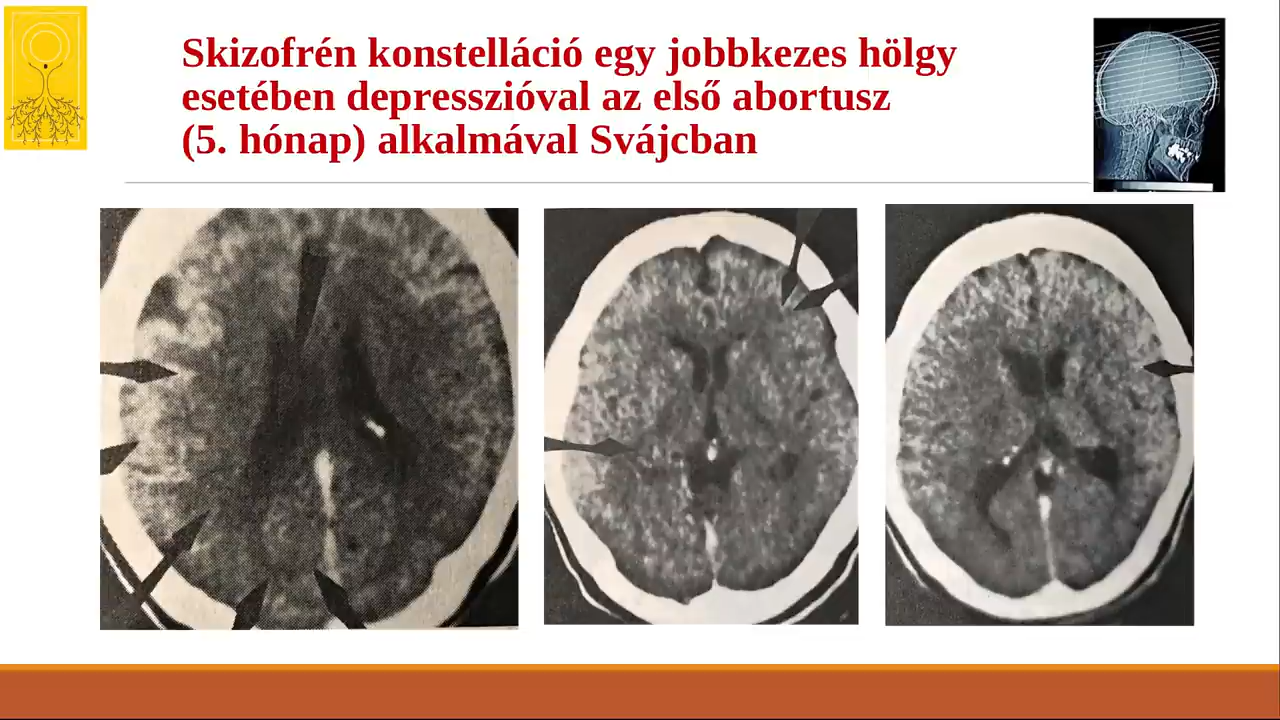 Skizofrén konstelláció egy jobbkezes hölgy
esetében depresszióval az első abortusz
(5. hónap) alkalmával Svájcban